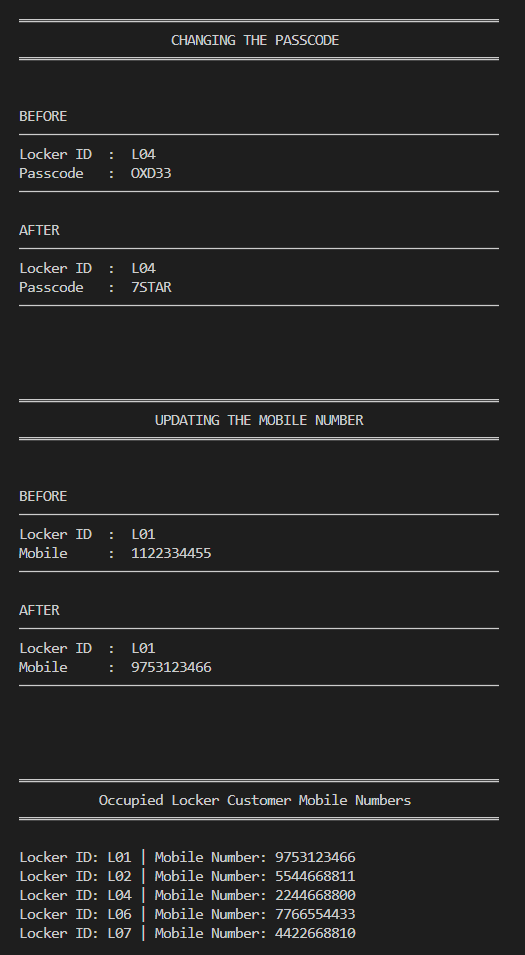 CHANGING THE PASSCODE
BEFORE
Locker ID  :  L04
Passcode   :  OXD33
AFTER
Locker ID  :  L04
Passcode   :  7STAR
UPDATING THE MOBILE NUMBER
BEFORE
Locker ID  :  L01
Mobile     :  1122334455
AFTER
Locker ID  :  L01
Mobile     :  9753123466
Occupied Locker Customer Mobile Numbers
Locker ID: L01 | Mobile Number: 9753123466
Locker ID: L02 | Mobile Number: 5544668811
Locker ID: L04 | Mobile Number: 2244668800
Locker ID: L06 | Mobile Number: 7766554433
Locker ID: L07 | Mobile Number: 4422668810